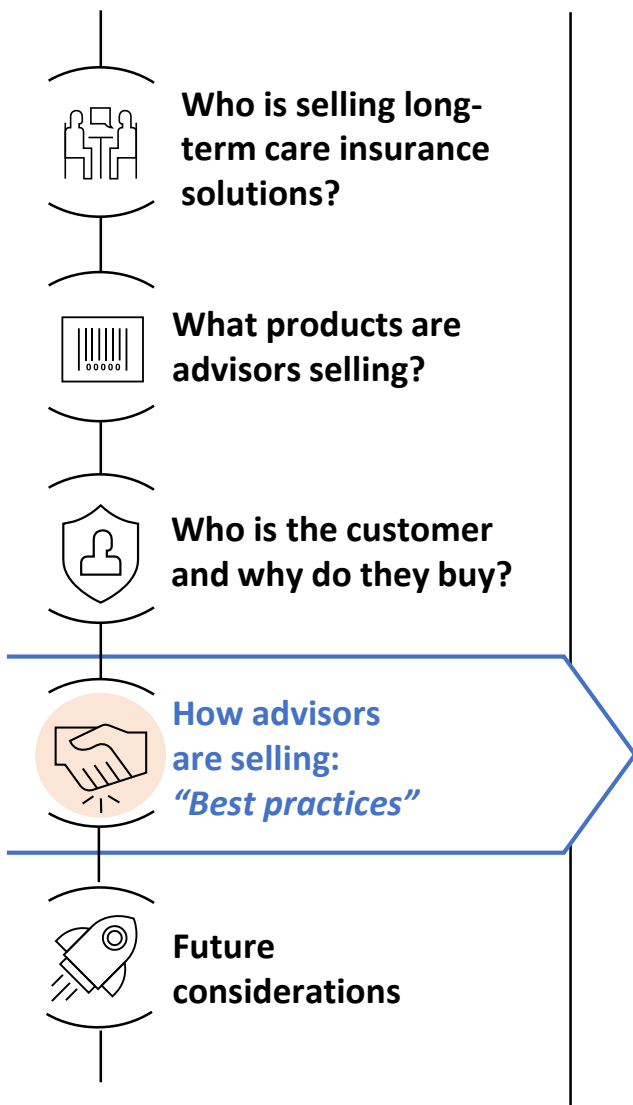 Who is selling long-
term care insurance
solutions?
00000
What products are
advisors selling?
Who is the customer
and why do they buy?
How advisors
are selling:
“Best practices”
Future
considerations